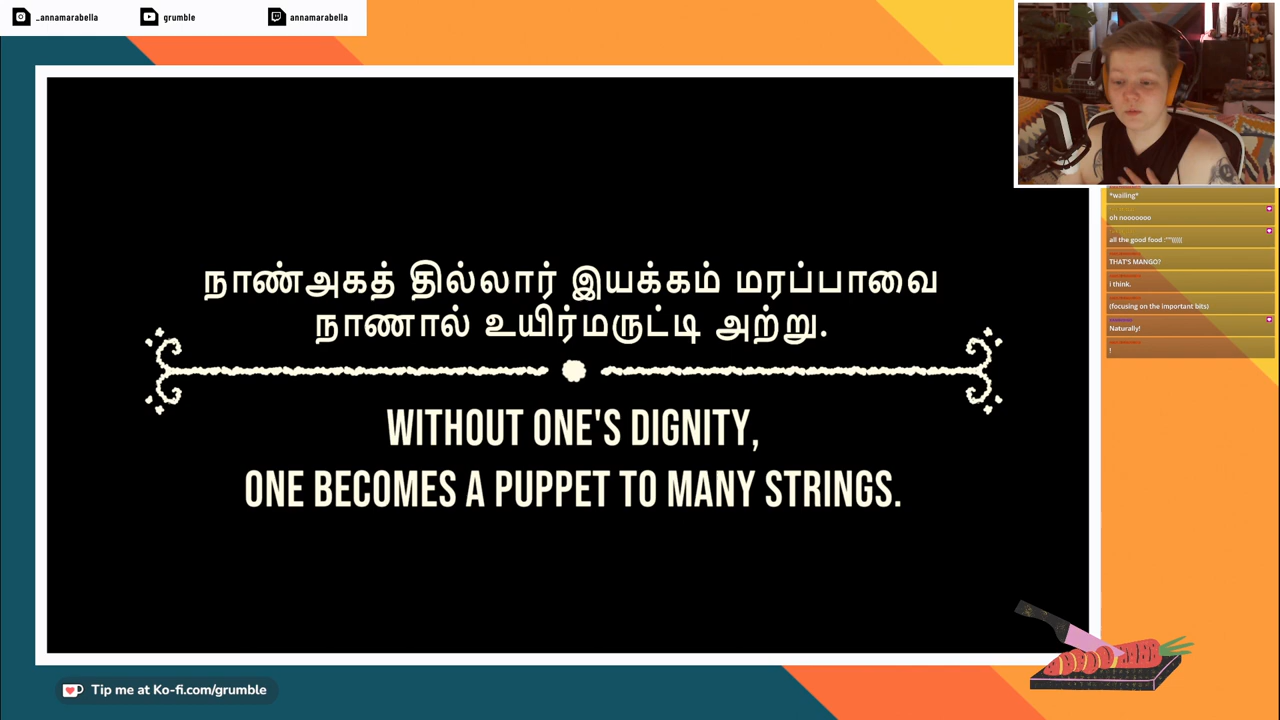 _annamarabella
grumble
annamarabella
நாண்அகத் தில்லார் இயக்கம் மரப்பாவை
நாணால் உயிர்மருட்டி அற்று.
WITHOUT ONE'S DIGNITY,
ONE BECOMES A PUPPET TO MANY STRINGS.
*wailing*
oh nooooooo
all the good food :'''')))))
THAT'S MANGO?
i think.
(focusing on the important bits)
Naturally!
!
Tip me at Ko-fi.com/grumble